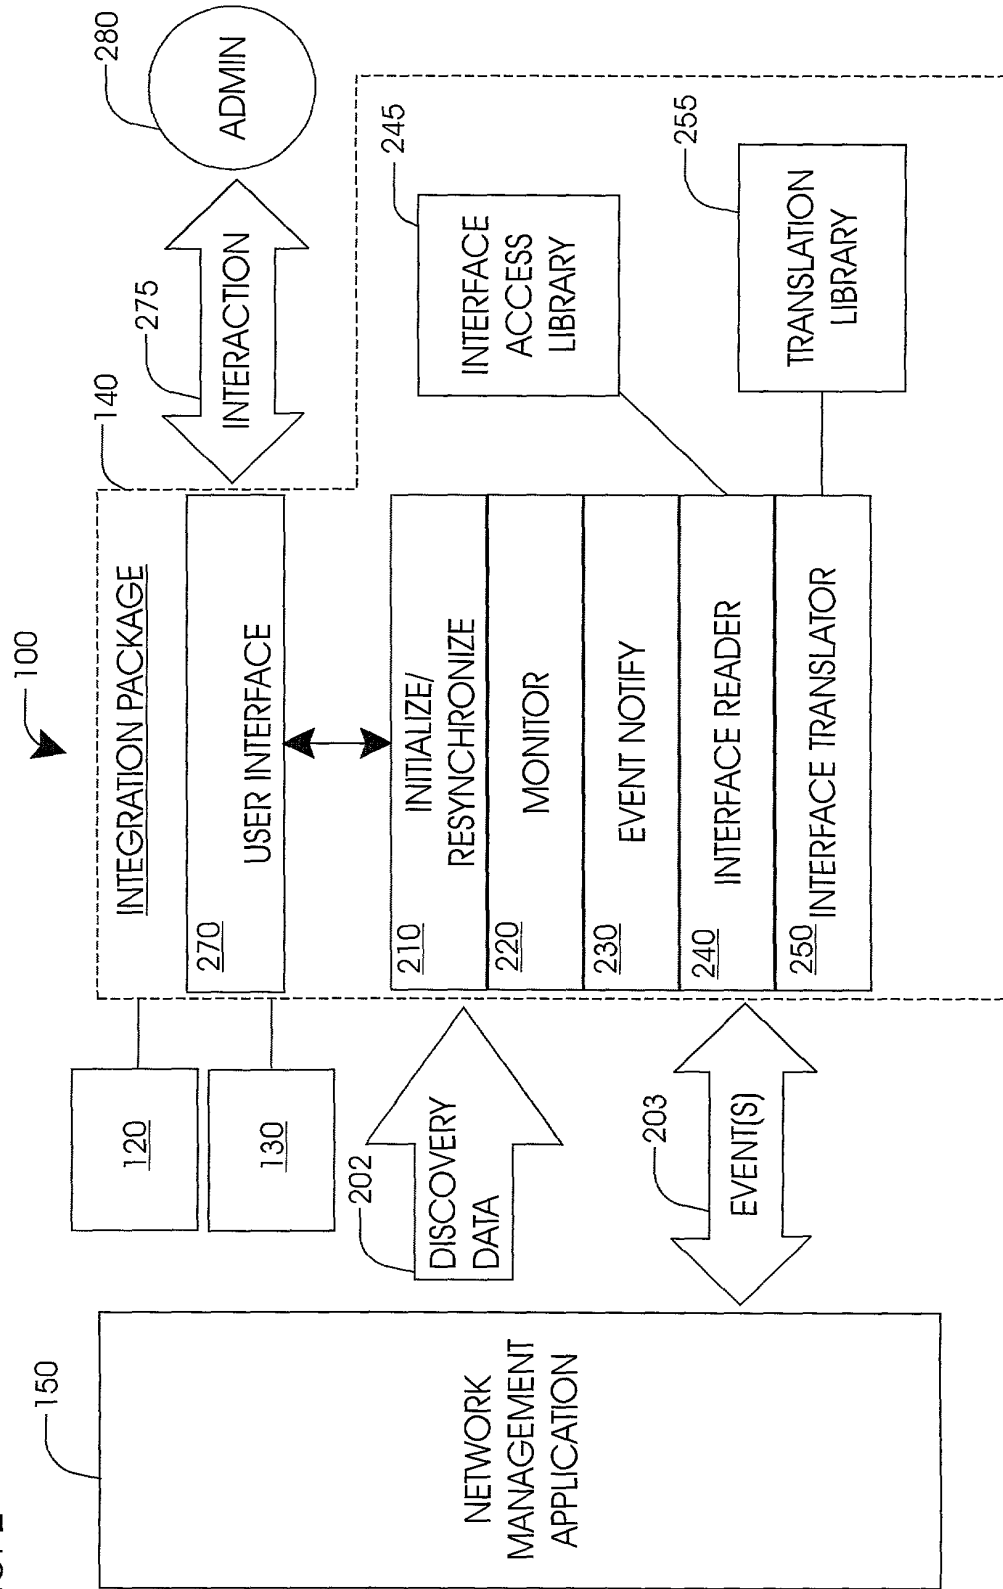 100
150
NETWORK
MANAGEMENT
APPLICATION
120
130
202
DISCOVERY
DATA
203
EVENT(S)
140
INTEGRATION PACKAGE
270
USER INTERFACE
210
INITIALIZE/
RESYNCHRONIZE
220
MONITOR
230
EVENT NOTIFY
240
INTERFACE READER
250
INTERFACE TRANSLATOR
275
INTERACTION
280
ADMIN
245
INTERFACE
ACCESS
LIBRARY
255
TRANSLATION
LIBRARY